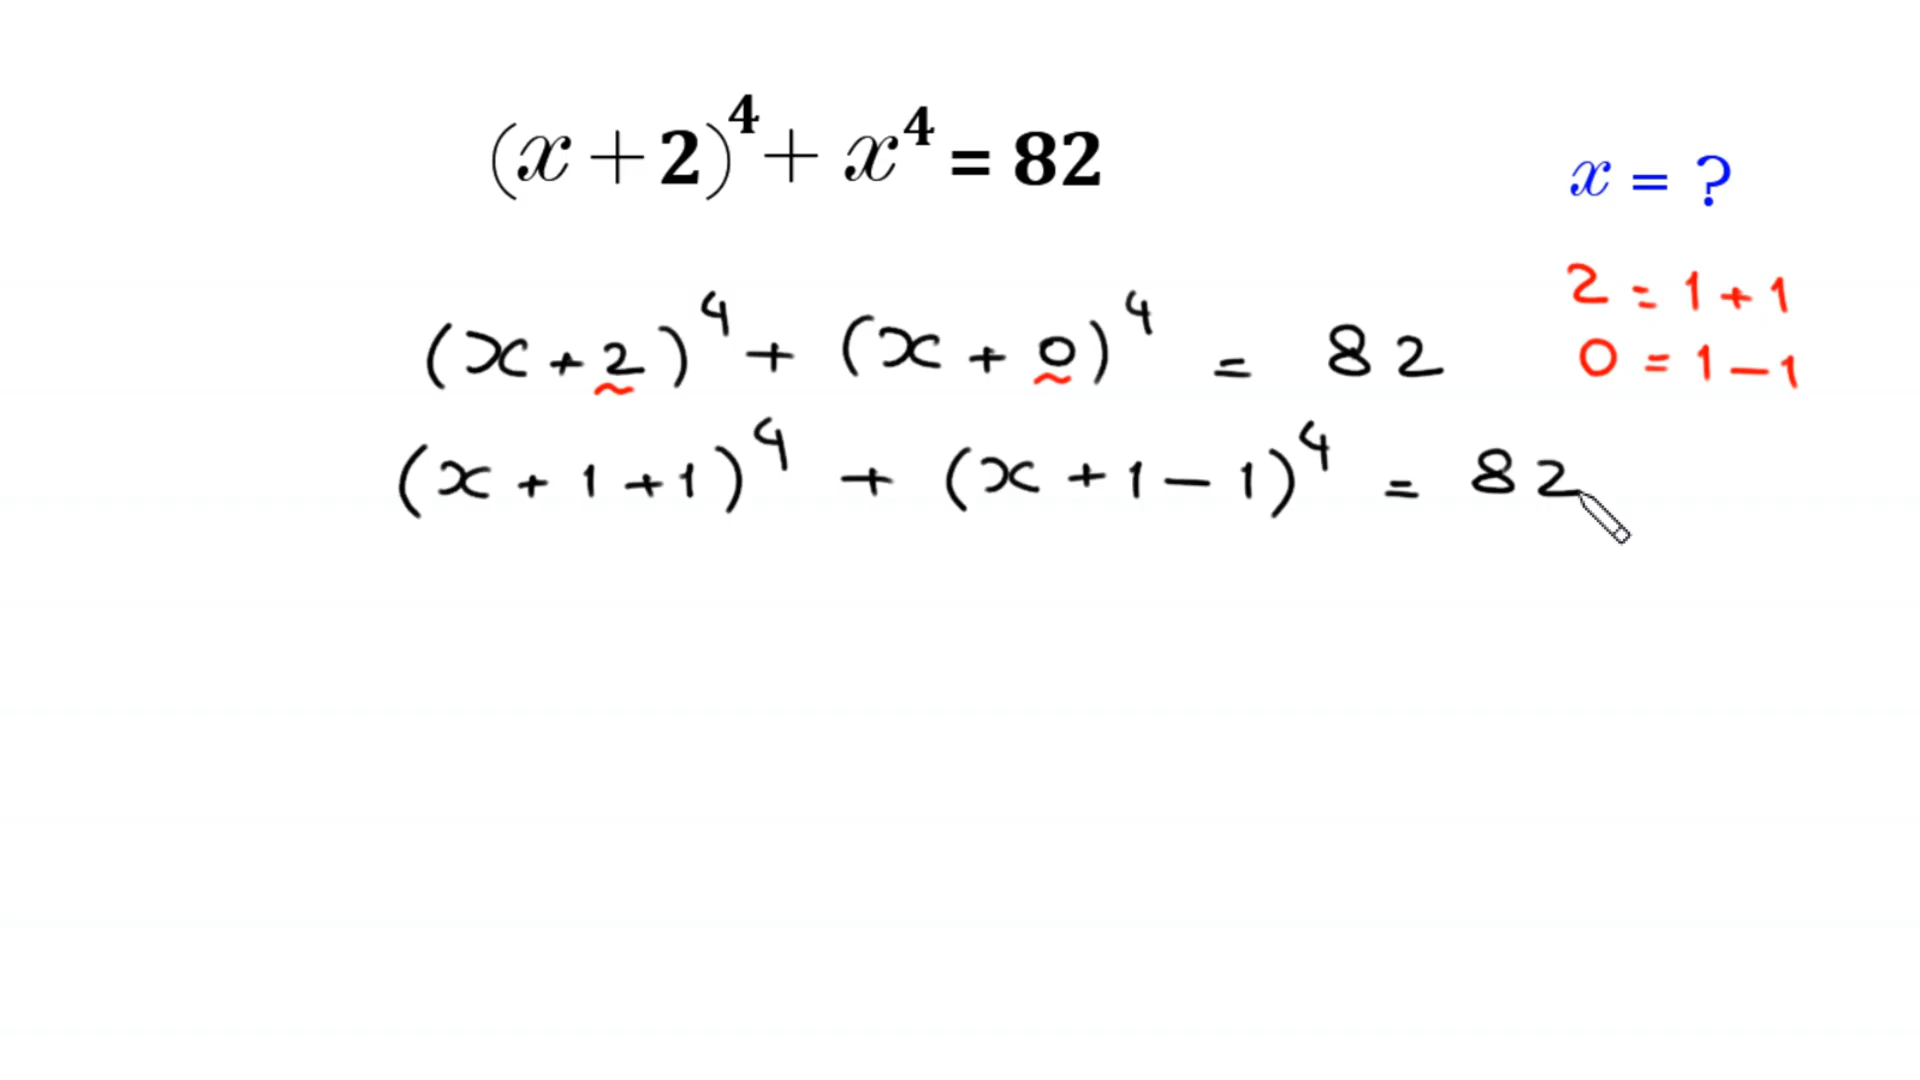 (x + 2)⁴ + x⁴ = 82
x = ?
2 = 1 + 1
0 = 1 - 1
(x + 2)⁴ + (x + 0)⁴ = 82
(x + 1 + 1)⁴ + (x + 1 - 1)⁴ = 82